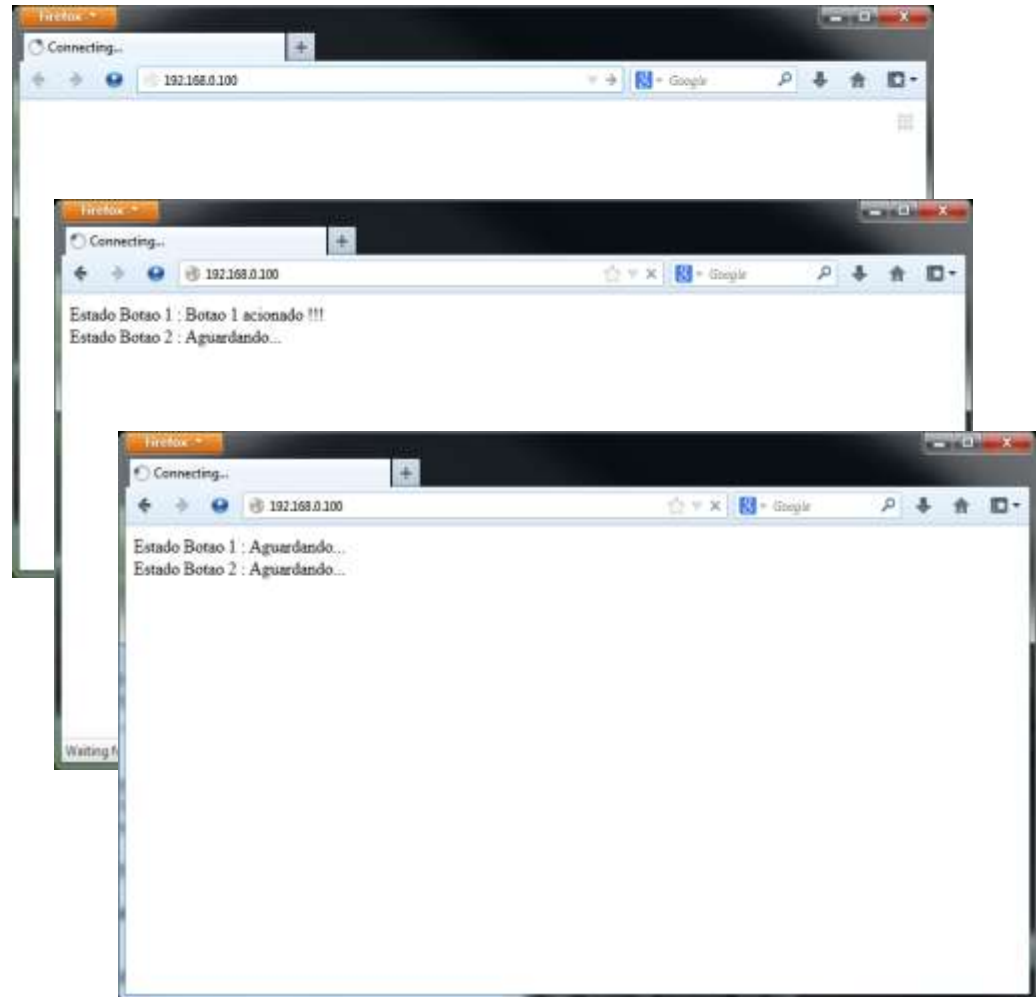 Firefox
Connecting...
192.168.0.100
Google
Firefox
Connecting...
192.168.0.100
Google
Estado Botao 1 : Botao 1 acionado !!!
Estado Botao 2 : Aguardando...
Waiting
Firefox
Connecting...
192.168.0.100
Google
Estado Botao 1 : Aguardando...
Estado Botao 2 : Aguardando...